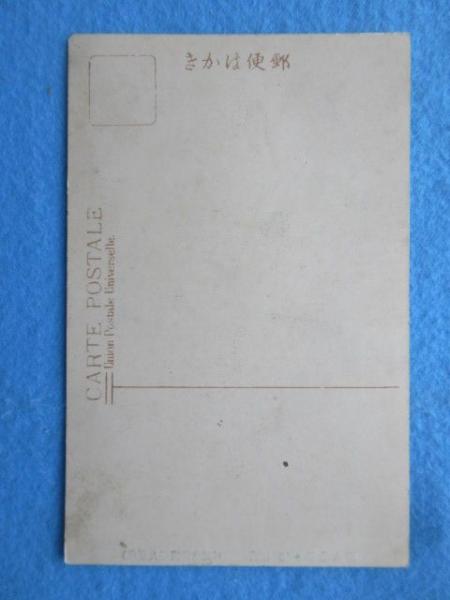 郵便はかき
CARTE POSTALE
Union Postale Universelle.